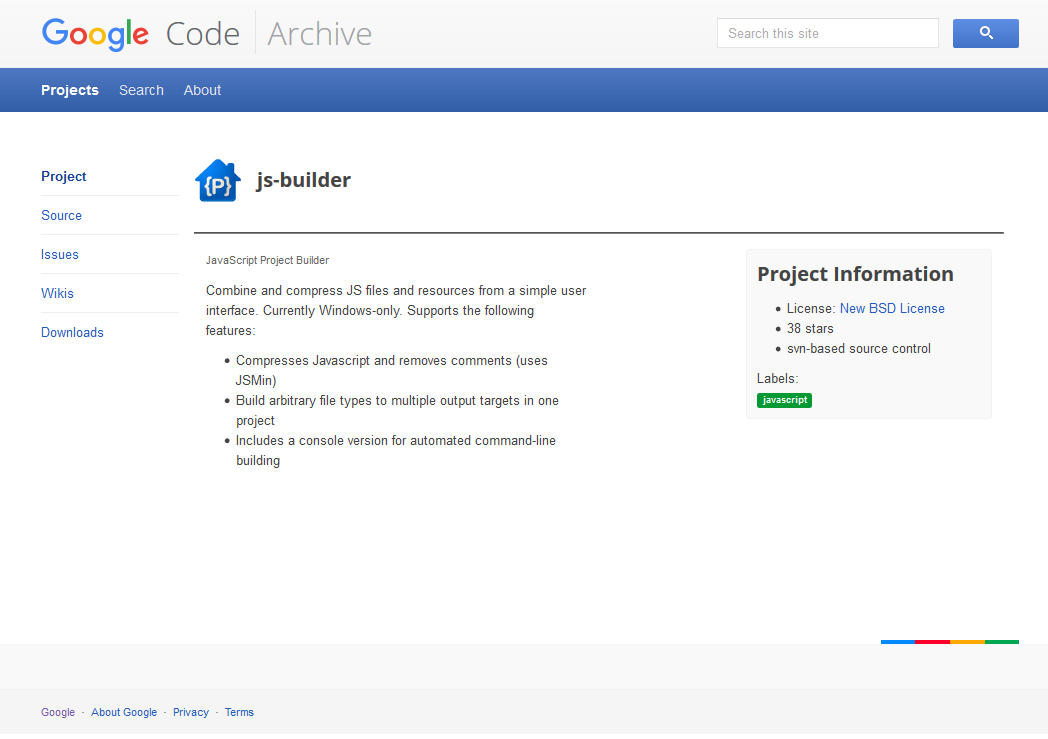 Google Code Archive
Search this site
Projects Search About
Project
Source
Issues
Wikis
Downloads
{P}
js-builder
JavaScript Project Builder
Combine and compress JS files and resources from a simple user
interface. Currently Windows-only. Supports the following
features:
• Compresses Javascript and removes comments (uses
JSMin)
• Build arbitrary file types to multiple output targets in one
project
• Includes a console version for automated command-line
building
Project Information
• License: New BSD License
• 38 stars
• svn-based source control
Labels:
javascript
Google · About Google · Privacy · Terms